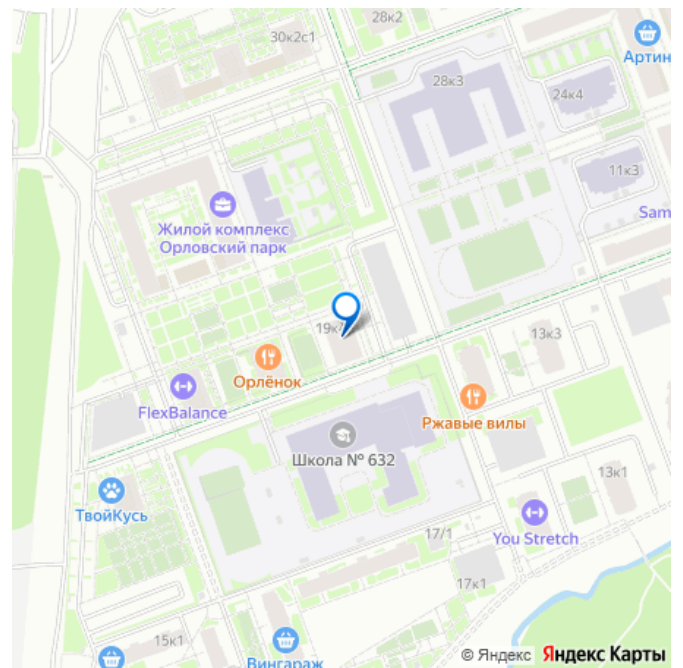 28к2
30к2с1
Артин
28к3
24к4
11к3
Sam
Жилой комплекс
Орловский парк
13к3
Орлёнок
FlexBalance
Ржавые вилы
Школа № 632
13к1
ТвойКусь
You Stretch
17/1
17к1
15к1
Вингараж
© Яндекс Яндекс Карты